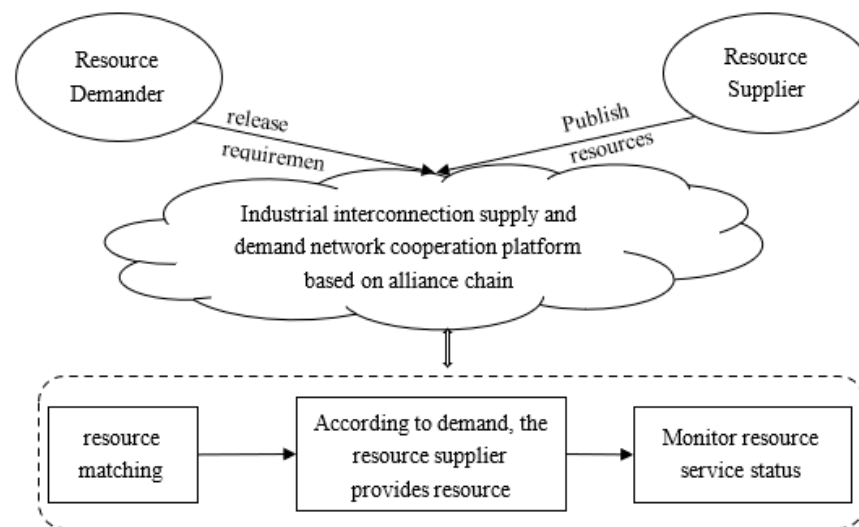 Resource
Demander
Resource
Supplier
release
requiremen
Publish
resources
Industrial interconnection supply and
demand network cooperation platform
based on alliance chain
resource
matching
According to demand, the
resource supplier
provides resource
Monitor resource
service status